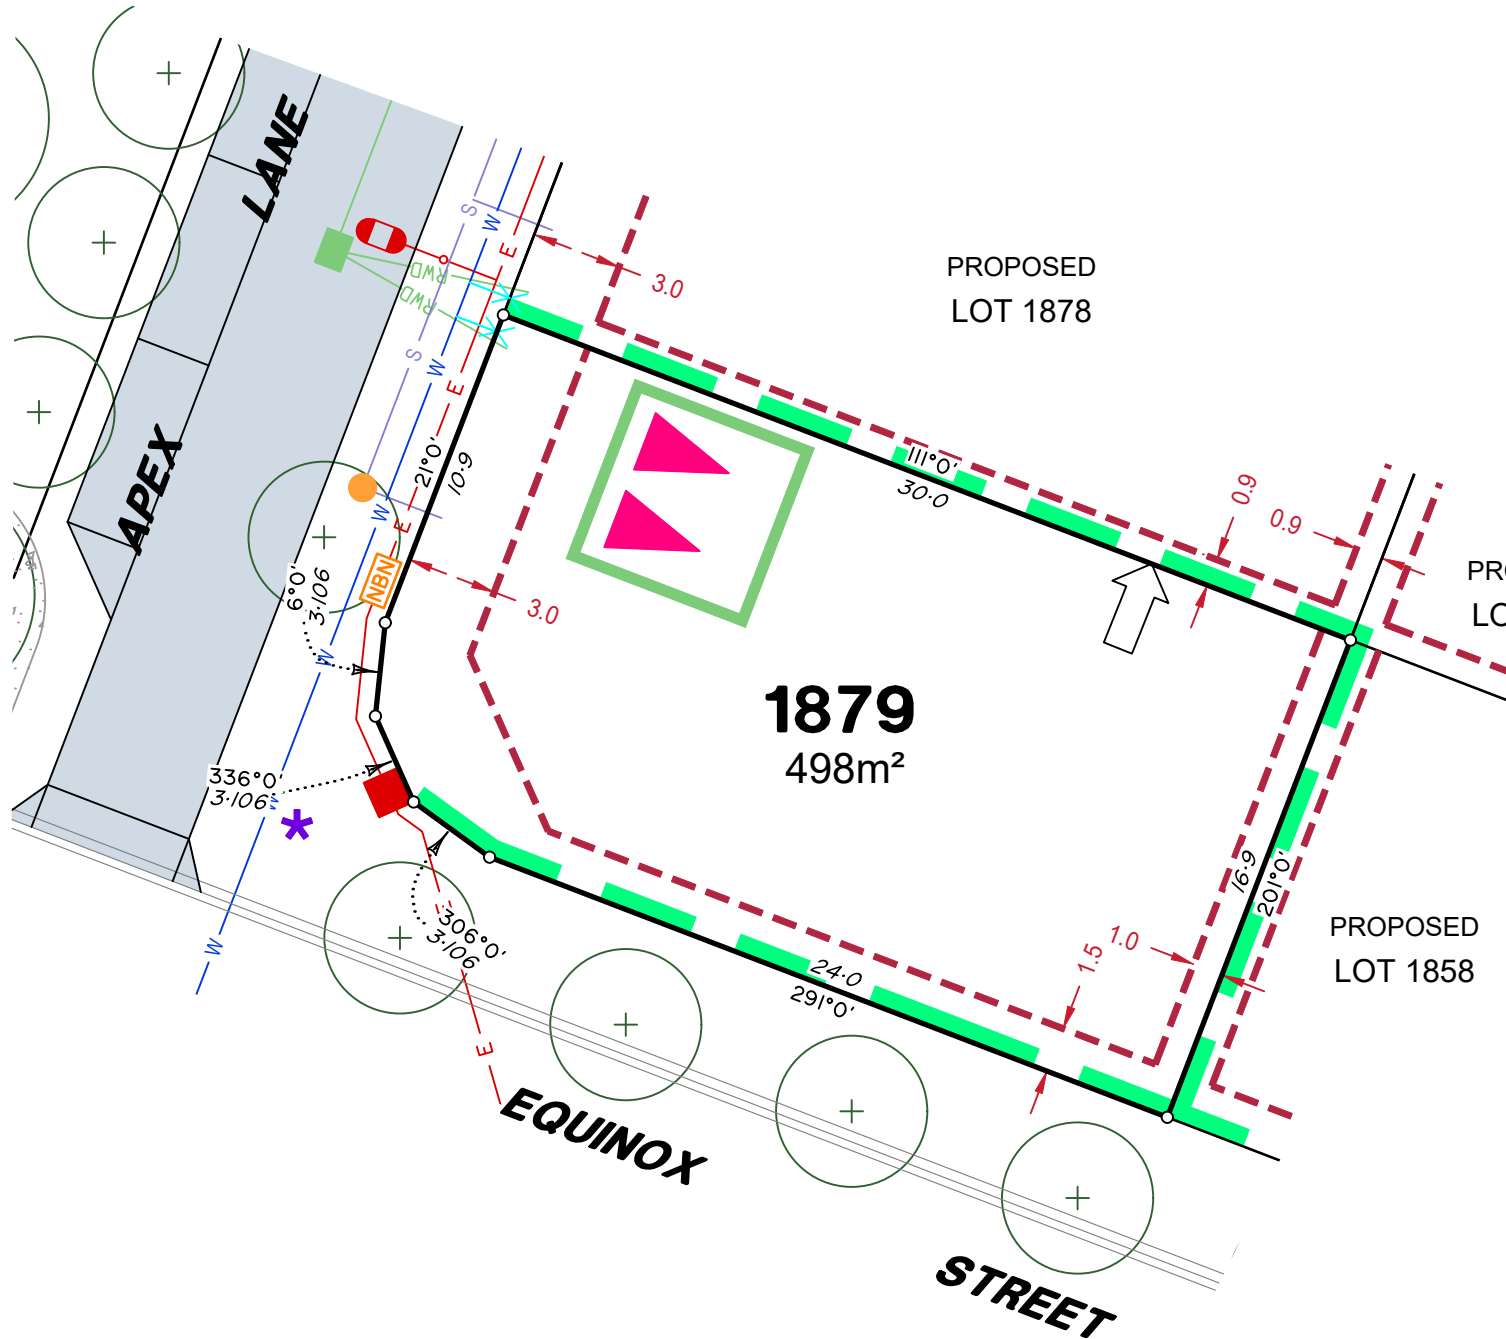 APEX LANE
S
W
E
RWD
RWD
S
W
E
3.0
PROPOSED
LOT 1878
21°0'
10·9
111°0'
30·0
0.9
0.9
W
E
NBN
3.0
6°0'
3·106
W
PRO
LO
1879
498m²
336°0'
3·106
W
*
16·9
201°0'
306°0'
3·106
W
E
24·0
291°0'
1.5
1.0
PROPOSED
LOT 1858
E
EQUINOX STREET